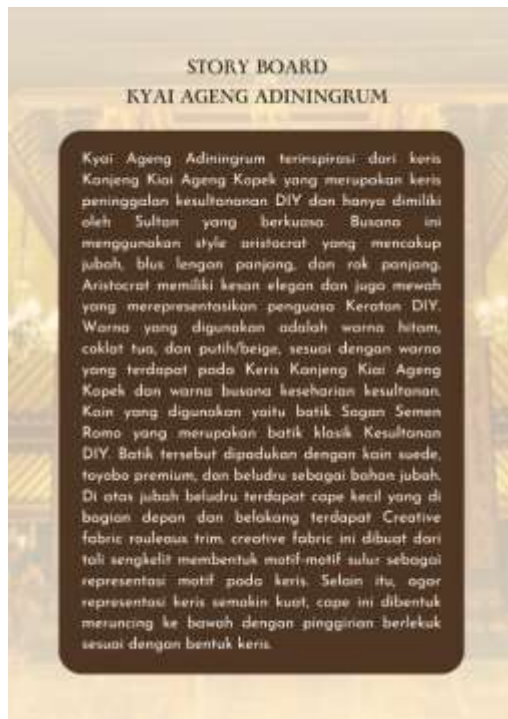 STORY BOARD
KYAI AGENG ADININGRUM
Kyai Ageng Adiningrum terinspirasi dari keris
Kanjeng Kiai Ageng Kopek yang merupakan keris
peninggalan kesultananan DIY dan hanya dimiliki
oleh Sultan yang berkuasa. Busana ini
menggunakan style aristocrat yang mencakup
jubah, blus lengan panjang, dan rok panjang.
Aristocrat memiliki kesan elegan dan juga mewah
yang merepresentasikan penguasa Keraton DIY.
Warna yang digunakan adalah warna hitam,
coklat tua, dan putih/beige, sesuai dengan warna
yang terdapat pada Keris Kanjeng Kiai Ageng
Kopek dan warna busana keseharian kesultanan.
Kain yang digunakan yaitu batik Sogan Semen
Romo yang merupakan batik klasik Kesultanan
DIY. Batik tersebut dipadukan dengan kain suede,
toyobo premium, dan beludru sebagai bahan jubah.
Di atas jubah beludru terdapat cape kecil yang di
bagian depan dan belakang terdapat Creative
fabric rouleaux trim. creative fabric ini dibuat dari
tali sengkelit membentuk motif-motif sulur sebagai
representasi motif pada keris. Selain itu, agar
representasi keris semakin kuat, cape ini dibentuk
meruncing ke bawah dengan pinggirian berlekuk
sesuai dengan bentuk keris.